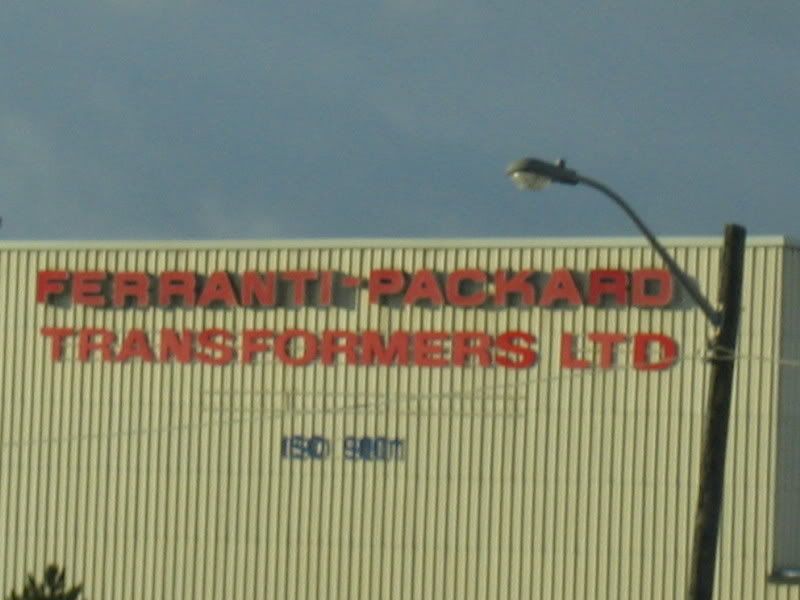 FERRANTI-PACKARD
TRANSFORMERS LTD
ISO 9001